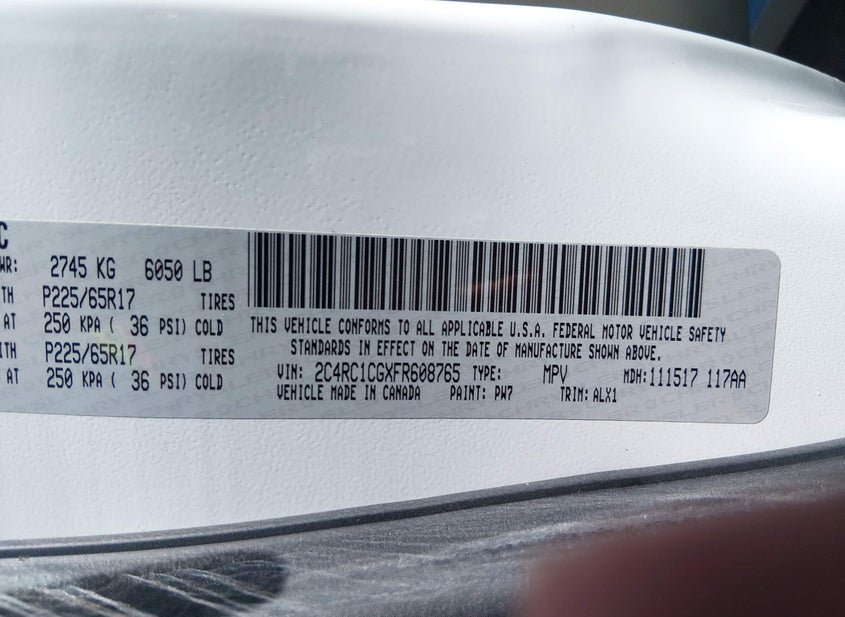 C
WR: 2745 KG 6050 LB
TH P225/65R17 TIRES
AT 250 KPA ( 36 PSI) COLD
ITH P225/65R17 TIRES
AT 250 KPA ( 36 PSI) COLD
THIS VEHICLE CONFORMS TO ALL APPLICABLE U.S.A. FEDERAL MOTOR VEHICLE SAFETY
STANDARDS IN EFFECT ON THE DATE OF MANUFACTURE SHOWN ABOVE.
VIN: 2C4RC1CGXFR608765 TYPE: MPV MDH:111517 117AA
VEHICLE MADE IN CANADA PAINT: PW7 TRIM: ALX1